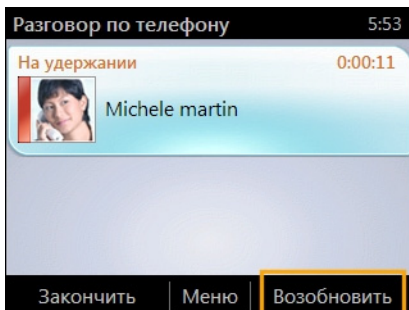 Разговор по телефону 5:53
На удержании 0:00:11
Michele martin
Закончить Меню Возобновить